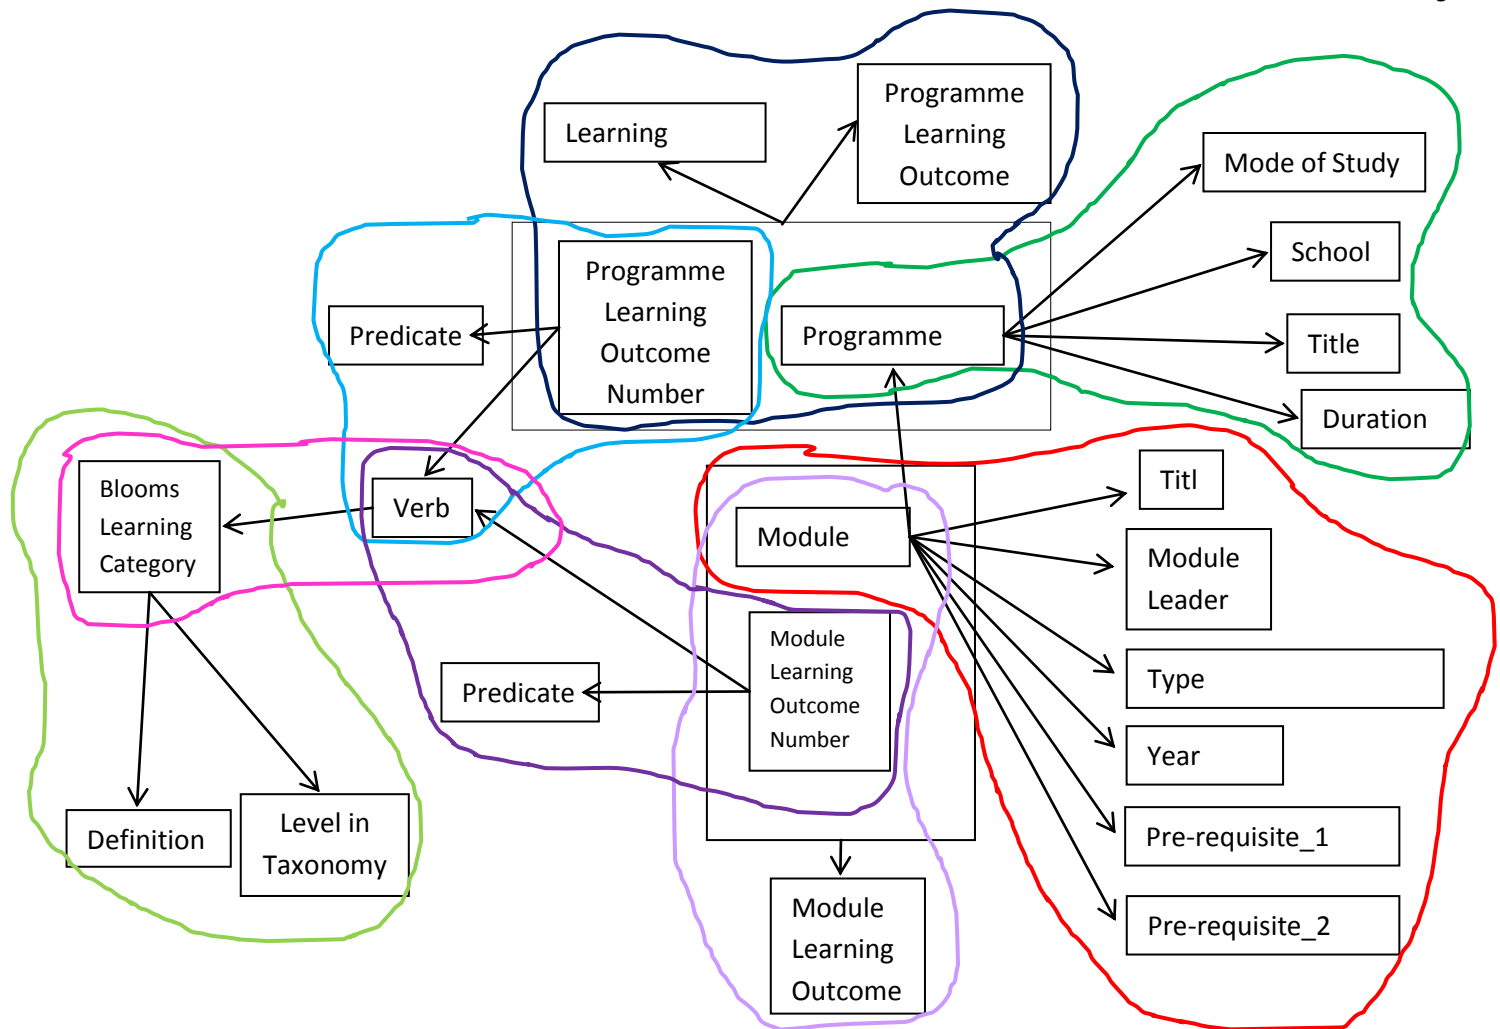 g
Programme
Learning
Outcome
Learning
Mode of Study
School
Programme
Learning
Outcome
Number
Predicate
Programme
Title
Duration
Blooms
Learning
Category
Verb
Titl
Module
Module
Leader
Module
Learning
Outcome
Number
Predicate
Type
Year
Definition
Level in
Taxonomy
Pre-requisite_1
Module
Learning
Outcome
Pre-requisite_2